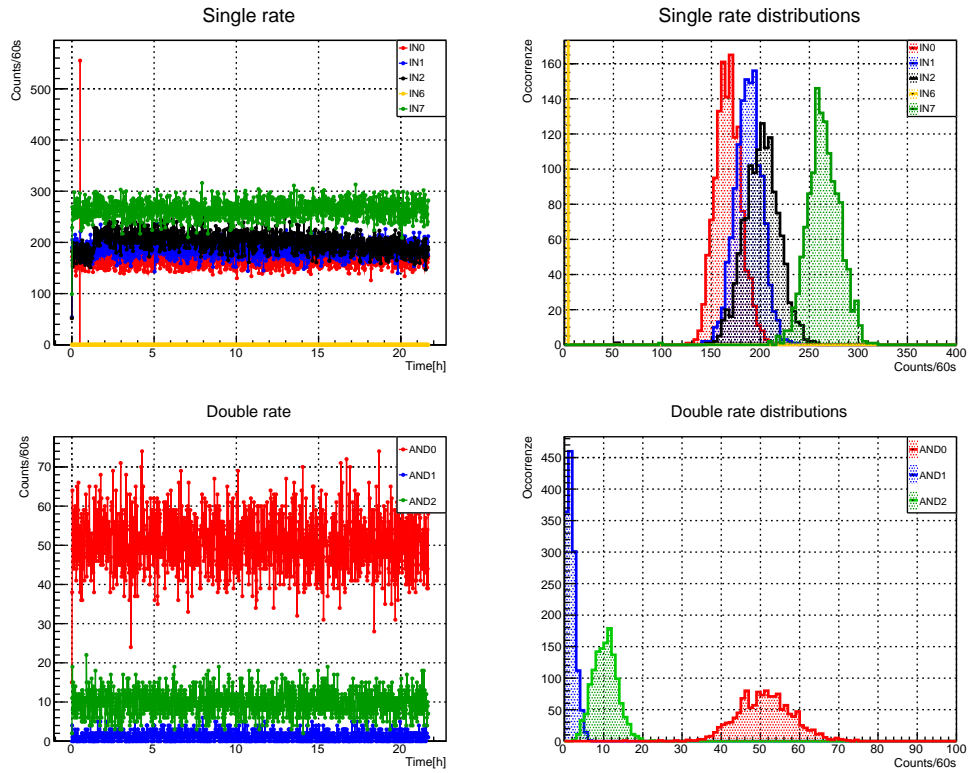 Single rate
Counts/60s
500
400
300
200
100
0
0
5
10
15
20
Time[h]
IN0
IN1
IN2
IN6
IN7
Single rate distributions
Occorrenze
160
140
120
100
80
60
40
20
0
0
50
100
150
200
250
300
350
400
Counts/60s
IN0
IN1
IN2
IN6
IN7
Double rate
Counts/60s
70
60
50
40
30
20
10
0
0
5
10
15
20
Time[h]
AND0
AND1
AND2
Double rate distributions
Occorrenze
450
400
350
300
250
200
150
100
50
0
0
10
20
30
40
50
60
70
80
90
100
Counts/60s
AND0
AND1
AND2